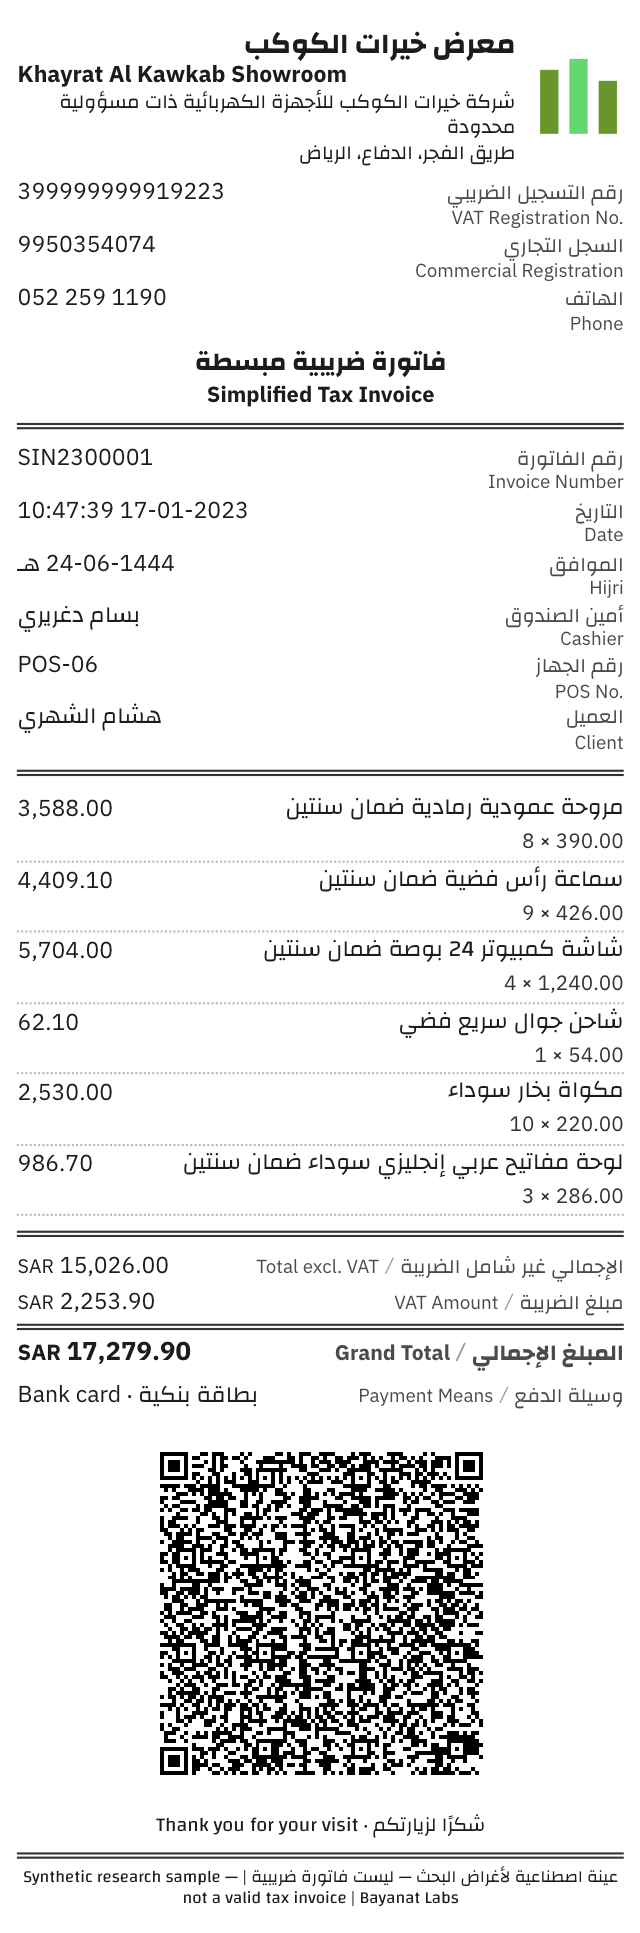 معرض خيرات الكوكب
Khayrat Al Kawkab Showroom
شركة خيرات الكوكب للأجهزة الكهربائية ذات مسؤولية
محدودة
طريق الفجر، الدفاع، الرياض
رقم التسجيل الضريبي 399999999919223
VAT Registration No.
السجل التجاري 9950354074
Commercial Registration
الهاتف 052 259 1190
Phone
فاتورة ضريبية مبسطة
Simplified Tax Invoice
رقم الفاتورة SIN2300001
Invoice Number
التاريخ 10:47:39 17-01-2023
Date
الموافق 24-06-1444 هـ
Hijri
أمين الصندوق بسام دغريري
Cashier
رقم الجهاز POS-06
POS No.
العميل هشام الشهري
Client
مروحة عمودية رمادية ضمان سنتين 3,588.00
8 × 390.00
سماعة رأس فضية ضمان سنتين 4,409.10
9 × 426.00
شاشة كمبيوتر 24 بوصة ضمان سنتين 5,704.00
4 × 1,240.00
شاحن جوال سريع فضي 62.10
1 × 54.00
مكواة بخار سوداء 2,530.00
10 × 220.00
لوحة مفاتيح عربي إنجليزي سوداء ضمان سنتين 986.70
3 × 286.00
الإجمالي غير شامل الضريبة / Total excl. VAT SAR 15,026.00
مبلغ الضريبة / VAT Amount SAR 2,253.90
المبلغ الإجمالي / Grand Total SAR 17,279.90
وسيلة الدفع / Payment Means بطاقة بنكية · Bank card
شكرًا لزيارتكم · Thank you for your visit
عينة اصطناعية لأغراض البحث — ليست فاتورة ضريبية | Synthetic research sample —
not a valid tax invoice | Bayanat Labs